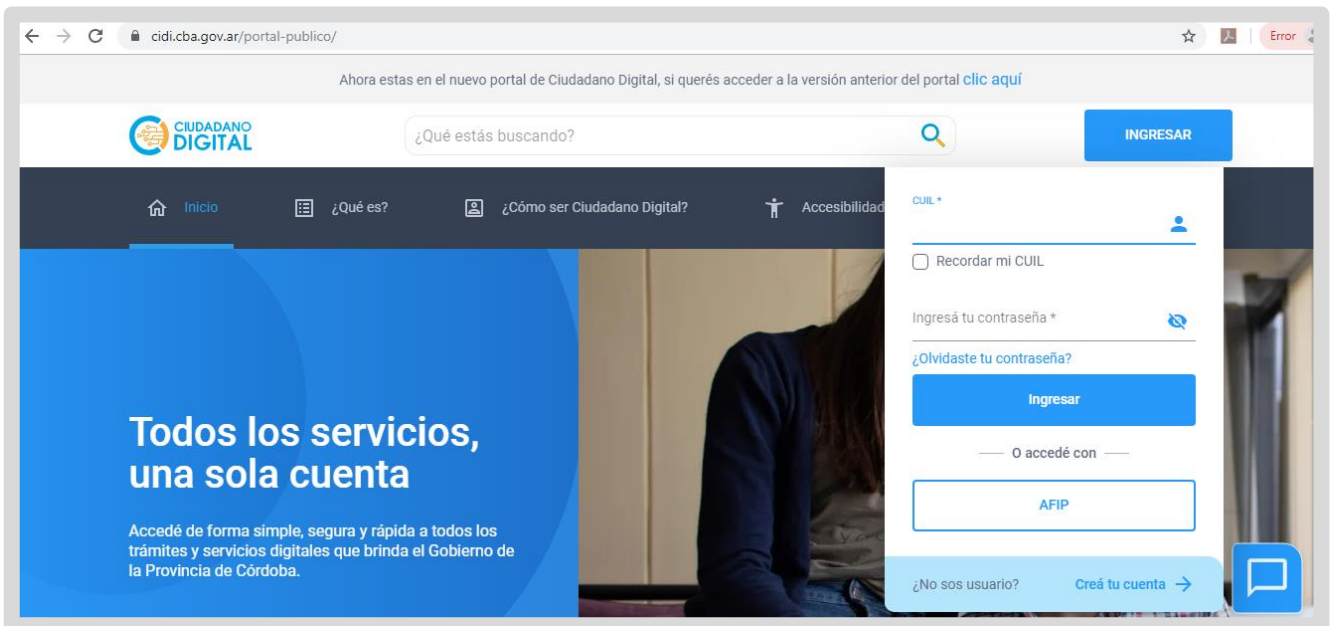 cidi.cba.gov.ar/portal-publico/
Error
Ahora estas en el nuevo portal de Ciudadano Digital, si querés acceder a la versión anterior del portal clic aquí
CIUDADANO
DIGITAL
¿Qué estás buscando?
INGRESAR
Inicio
¿Qué es?
¿Cómo ser Ciudadano Digital?
Accesibilidad
CUIL *
Recordar mi CUIL
Ingresá tu contraseña *
¿Olvidaste tu contraseña?
Ingresar
O accedé con
AFIP
¿No sos usuario? Creá tu cuenta
Todos los servicios,
una sola cuenta
Accedé de forma simple, segura y rápida a todos los
trámites y servicios digitales que brinda el Gobierno de
la Provincia de Córdoba.